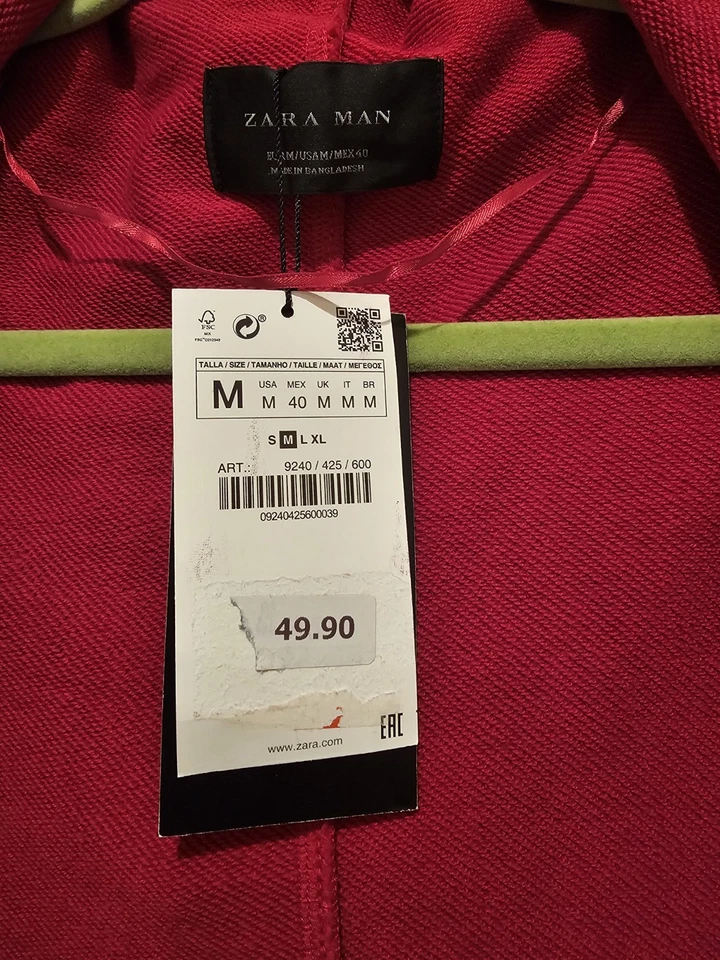 ZARA MAN
EUR M/USA M/MEX 40
MADE IN BANGLADESH
FSC
MIX
TALLA / SIZE / TAMANHO / TAILLE / MAAT / ΜΕΓΕΘΟΣ
M USA MEX UK IT BR
M 40 M M M
S M L XL
ART.: 9240 / 425 / 600
09240425600039
49.90
www.zara.com
EAC